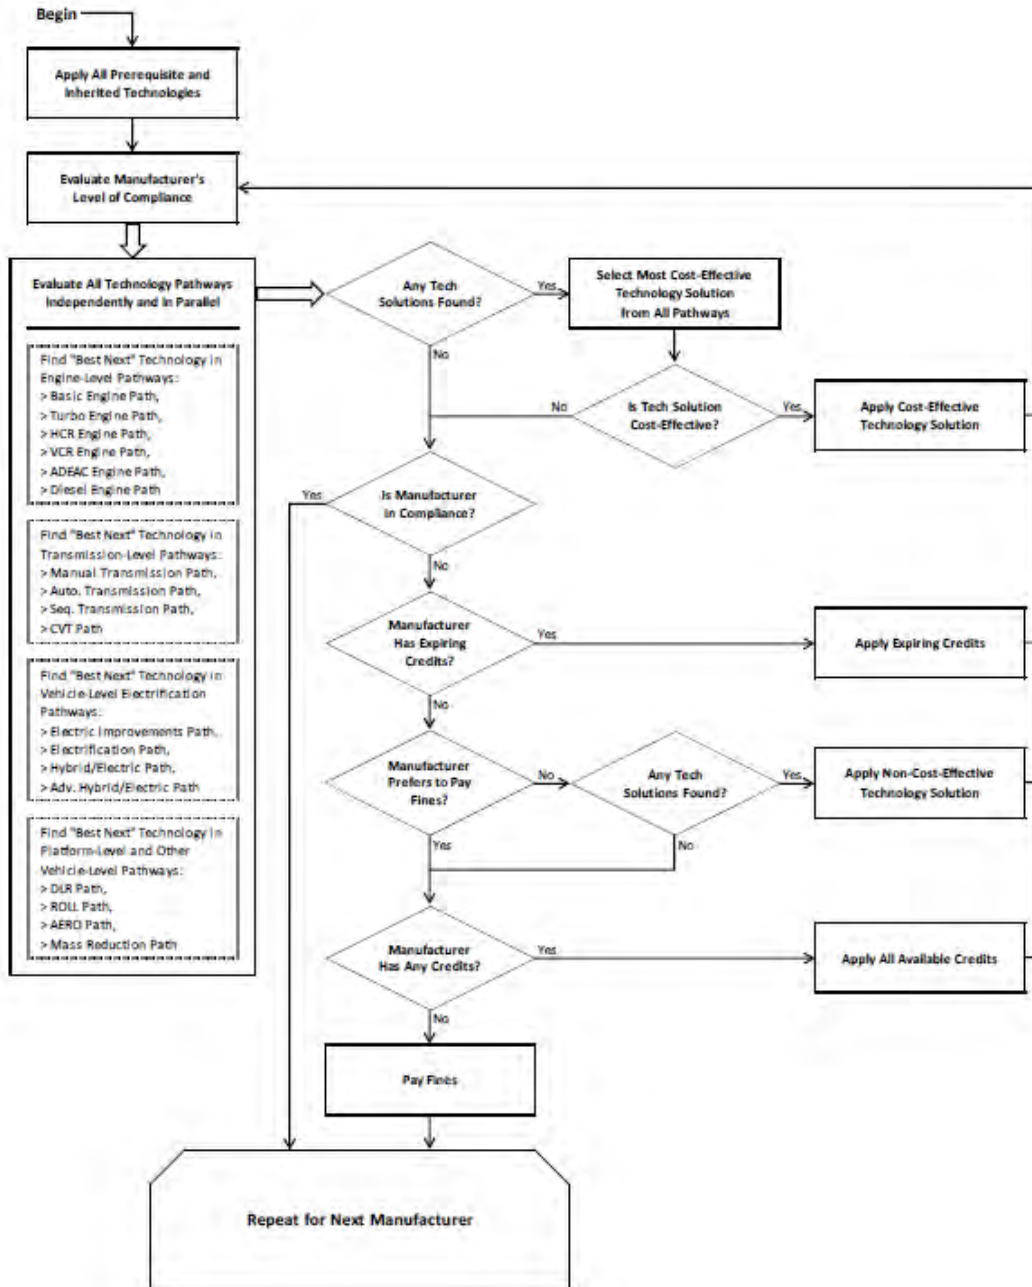 Begin
Apply All Prerequisite and
Inherited Technologies
Evaluate Manufacturer's
Level of Compliance
Evaluate All Technology Pathways
Independently and In Parallel
Find "Best Next" Technology in
Engine-Level Pathways:
> Basic Engine Path,
> Turbo Engine Path,
> HCR Engine Path,
> VCR Engine Path,
> ADEAC Engine Path,
> Diesel Engine Path
Find "Best Next" Technology in
Transmission-Level Pathways:
> Manual Transmission Path,
> Auto. Transmission Path,
> Seq. Transmission Path,
> CVT Path
Find "Best Next" Technology in
Vehicle-Level Electrification
Pathways:
> Electric Improvements Path,
> Electrification Path,
> Hybrid/Electric Path,
> Adv. Hybrid/Electric Path
Find "Best Next" Technology in
Platform-Level and Other
Vehicle-Level Pathways:
> DLR Path,
> ROLL Path,
> AERO Path,
> Mass Reduction Path
Any Tech
Solutions Found?
Yes
No
Select Most Cost-Effective
Technology Solution
from All Pathways
Is Tech Solution
Cost-Effective?
No
Yes
Apply Cost-Effective
Technology Solution
Is Manufacturer
in Compliance?
Yes
No
Manufacturer
Has Expiring
Credits?
Yes
No
Apply Expiring Credits
Manufacturer
Prefers to Pay
Fines?
No
Yes
Any Tech
Solutions Found?
Yes
No
Apply Non-Cost-Effective
Technology Solution
Manufacturer
Has Any Credits?
Yes
No
Apply All Available Credits
Pay Fines
Repeat for Next Manufacturer